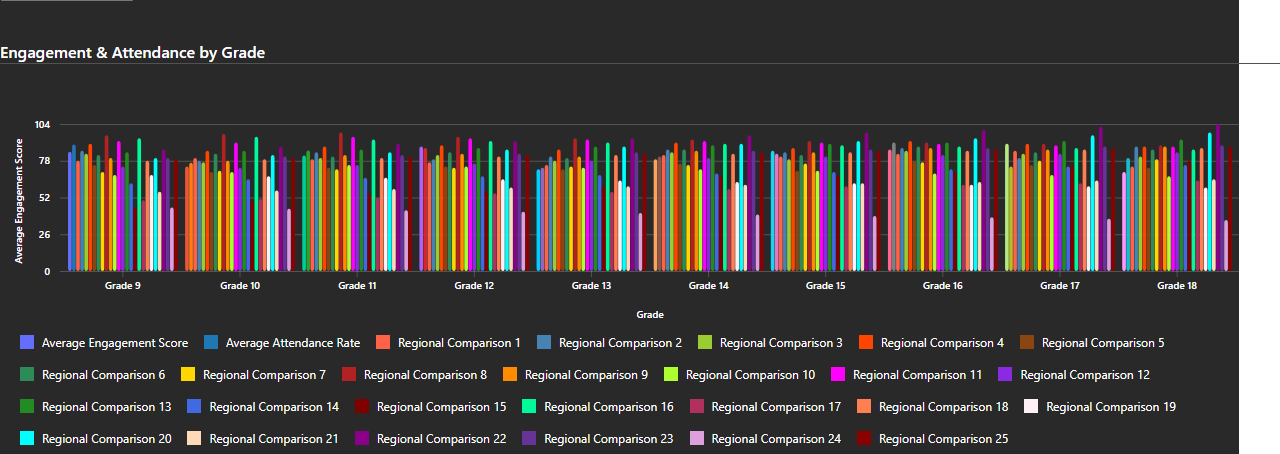 Engagement & Attendance by Grade
Average Engagement Score
104
78
52
26
0
Grade 9 Grade 10 Grade 11 Grade 12 Grade 13 Grade 14 Grade 15 Grade 16 Grade 17 Grade 18
Grade
Average Engagement Score Average Attendance Rate Regional Comparison 1 Regional Comparison 2 Regional Comparison 3 Regional Comparison 4 Regional Comparison 5
Regional Comparison 6 Regional Comparison 7 Regional Comparison 8 Regional Comparison 9 Regional Comparison 10 Regional Comparison 11 Regional Comparison 12
Regional Comparison 13 Regional Comparison 14 Regional Comparison 15 Regional Comparison 16 Regional Comparison 17 Regional Comparison 18 Regional Comparison 19
Regional Comparison 20 Regional Comparison 21 Regional Comparison 22 Regional Comparison 23 Regional Comparison 24 Regional Comparison 25